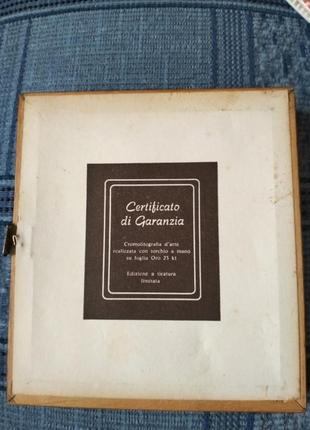 Certificato
di Garanzia
Cromolitografia d'arte
realizzata con torchio a mano
su foglia Oro 23 kt
Edizione a tiratura
limitata